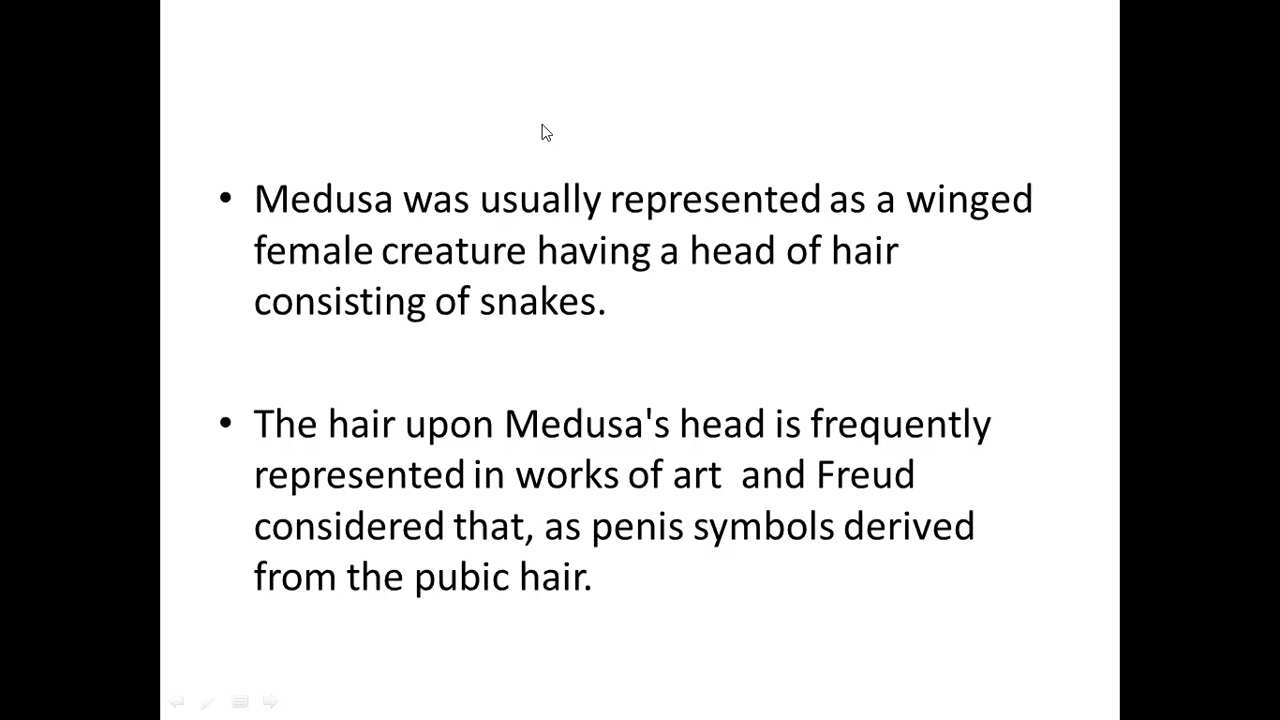 • Medusa was usually represented as a winged
female creature having a head of hair
consisting of snakes.
• The hair upon Medusa's head is frequently
represented in works of art  and Freud
considered that, as penis symbols derived
from the pubic hair.